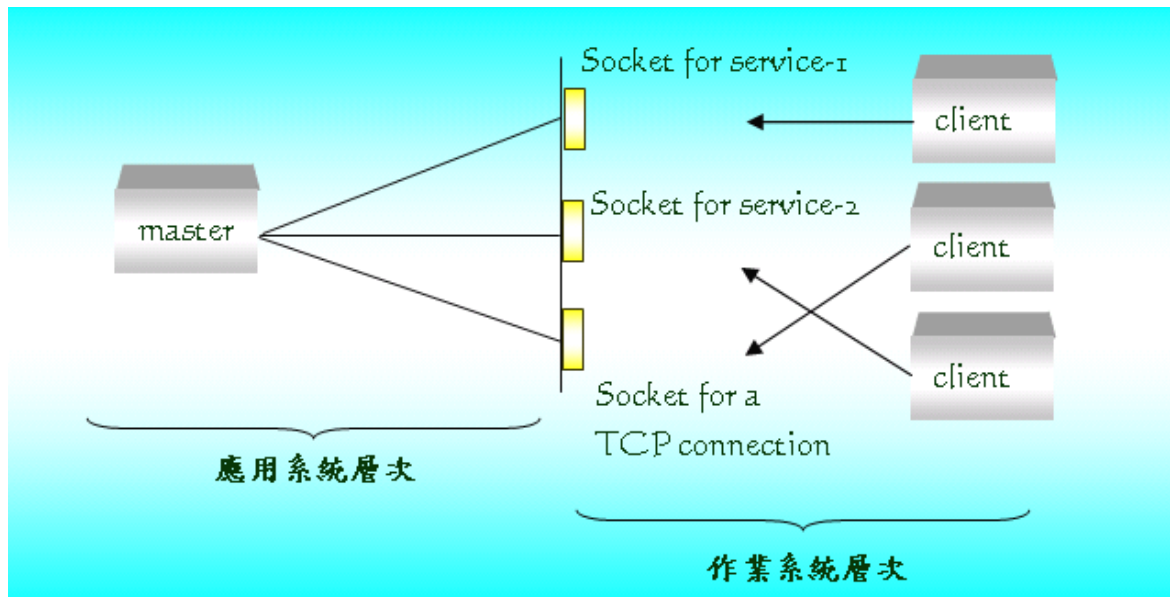 Socket for service-1
client
master
Socket for service-2
client
client
Socket for a
TCP connection
應用系統層次
作業系統層次